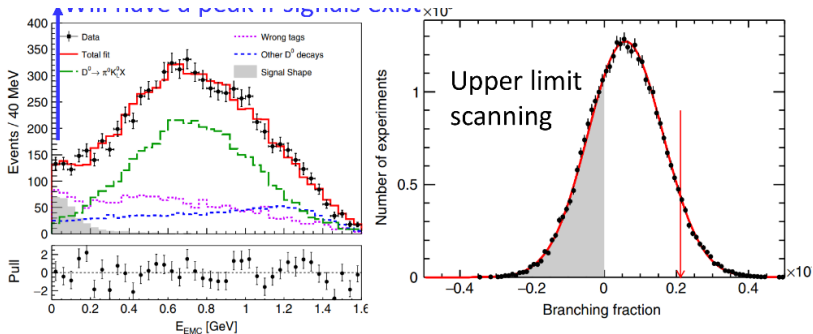 Will have a peak if signals exist
Events / 40 MeV
400
350
300
250
200
150
100
50
0
Data
Total fit
D⁰→π⁰K⁰X
Wrong tags
Other D⁰ decays
Signal Shape
Pull
2
0
−2
0
0.2
0.4
0.6
0.8
1
1.2
1.4
1.6
E_EMC [GeV]
Number of experiments
1
0.5
0
Upper limit
scanning
−0.4
−0.2
0
0.2
0.4
×10
Branching fraction